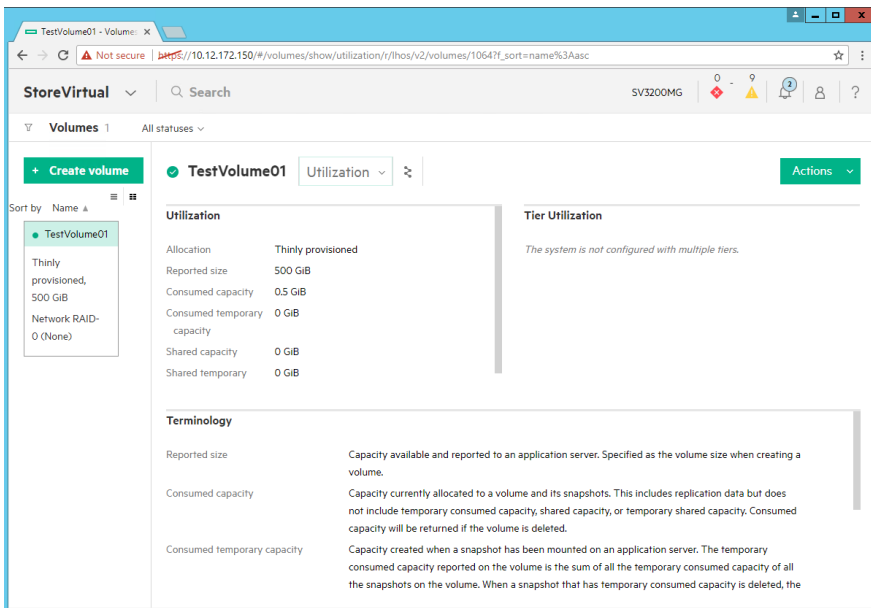 TestVolume01 - Volume:
Not secure | https://10.12.172.150/#/volumes/show/utilization/r/lhos/v2/volumes/1064?f_sort=name%3Aasc
StoreVirtual
Search
SV3200MG
0 - 9
2
?
Volumes 1
All statuses
+ Create volume
TestVolume01
Utilization
Actions
Sort by Name
TestVolume01
Thinly
provisioned,
500 GiB
Network RAID-
0 (None)
Utilization
Allocation Thinly provisioned
Reported size 500 GiB
Consumed capacity 0.5 GiB
Consumed temporary 0 GiB
capacity
Shared capacity 0 GiB
Shared temporary 0 GiB
Tier Utilization
The system is not configured with multiple tiers.
Terminology
Reported size Capacity available and reported to an application server. Specified as the volume size when creating a
volume.
Consumed capacity Capacity currently allocated to a volume and its snapshots. This includes replication data but does
not include temporary consumed capacity, shared capacity, or temporary shared capacity. Consumed
capacity will be returned if the volume is deleted.
Consumed temporary capacity Capacity created when a snapshot has been mounted on an application server. The temporary
consumed capacity reported on the volume is the sum of all the temporary consumed capacity of all
the snapshots on the volume. When a snapshot that has temporary consumed capacity is deleted, the